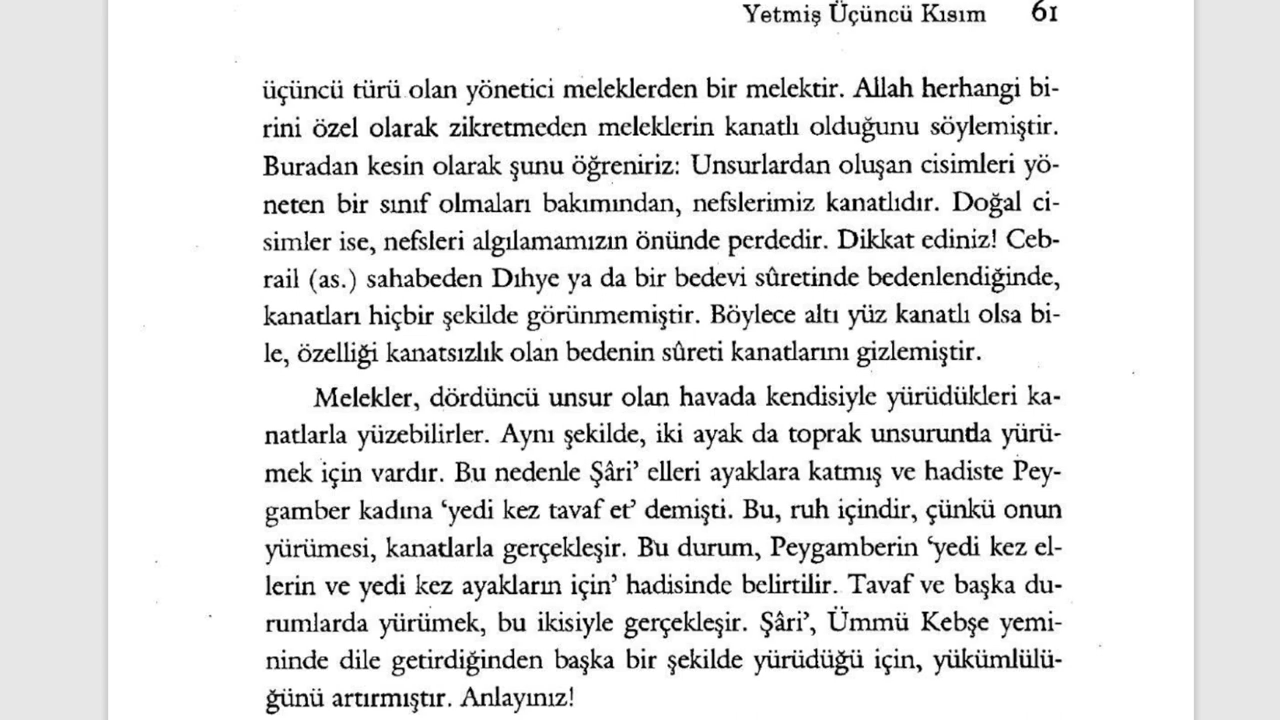 Yetmiş Üçüncü Kısım 61
üçüncü türü olan yönetici meleklerden bir melektir. Allah herhangi bi-
rini özel olarak zikretmeden meleklerin kanatlı olduğunu söylemiştir.
Buradan kesin olarak şunu öğreniriz: Unsurlardan oluşan cisimleri yö-
neten bir sınıf olmaları bakımından, nefslerimiz kanatlıdır. Doğal ci-
simler ise, nefsleri algılamamızın önünde perdedir. Dikkat ediniz! Ceb-
rail (as.) sahabeden Dıhye ya da bir bedevi sûretinde bedenlendiğinde,
kanatları hiçbir şekilde görünmemiştir. Böylece altı yüz kanatlı olsa bi-
le, özelliği kanatsızlık olan bedenin sûreti kanatlarını gizlemiştir.
Melekler, dördüncü unsur olan havada kendisiyle yürüdükleri ka-
natlarla yüzebilirler. Aynı şekilde, iki ayak da toprak unsurunda yürü-
mek için vardır. Bu nedenle Şâri’ elleri ayaklara katmış ve hadiste Pey-
gamber kadına ‘yedi kez tavaf et’ demişti. Bu, ruh içindir, çünkü onun
yürümesi, kanatlarla gerçekleşir. Bu durum, Peygamberin ‘yedi kez el-
lerin ve yedi kez ayakların için’ hadisinde belirtilir. Tavaf ve başka du-
rumlarda yürümek, bu ikisiyle gerçekleşir. Şâri’, Ümmü Kebşe yemi-
ninde dile getirdiğinden başka bir şekilde yürüdüğü için, yükümlülü-
ğünü artırmıştır. Anlayınız!